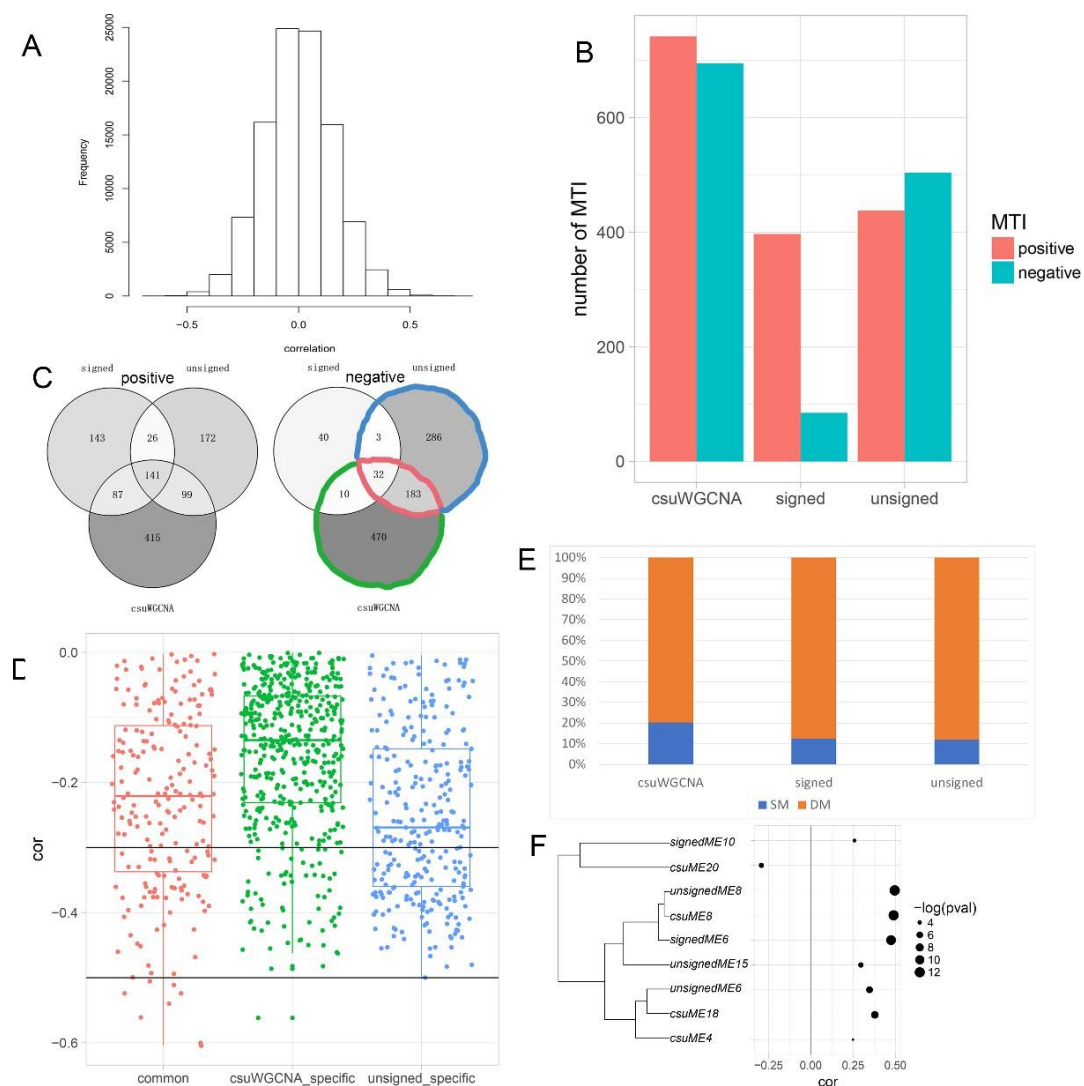 A
Frequency
0
5000
10000
15000
20000
25000
−0.5
0.0
0.5
correlation
B
number of MTI
600
400
200
0
csuWGCNA
signed
unsigned
MTI
positive
negative
C
signed
positive
unsigned
143
26
172
141
87
99
415
csuWGCNA
signed
negative
unsigned
40
3
286
32
10
183
470
csuWGCNA
cor
0.0
−0.2
−0.4
−0.6
common
csuWGCNA_specific
unsigned_specific
E
100%
90%
80%
70%
60%
50%
40%
30%
20%
10%
0%
csuWGCNA
signed
unsigned
SM
DM
F
signedME10
csuME20
unsignedME8
csuME8
signedME6
unsignedME15
unsignedME6
csuME18
csuME4
−0.25
0.00
0.25
0.50
cor
−log(pval)
4
6
8
10
12